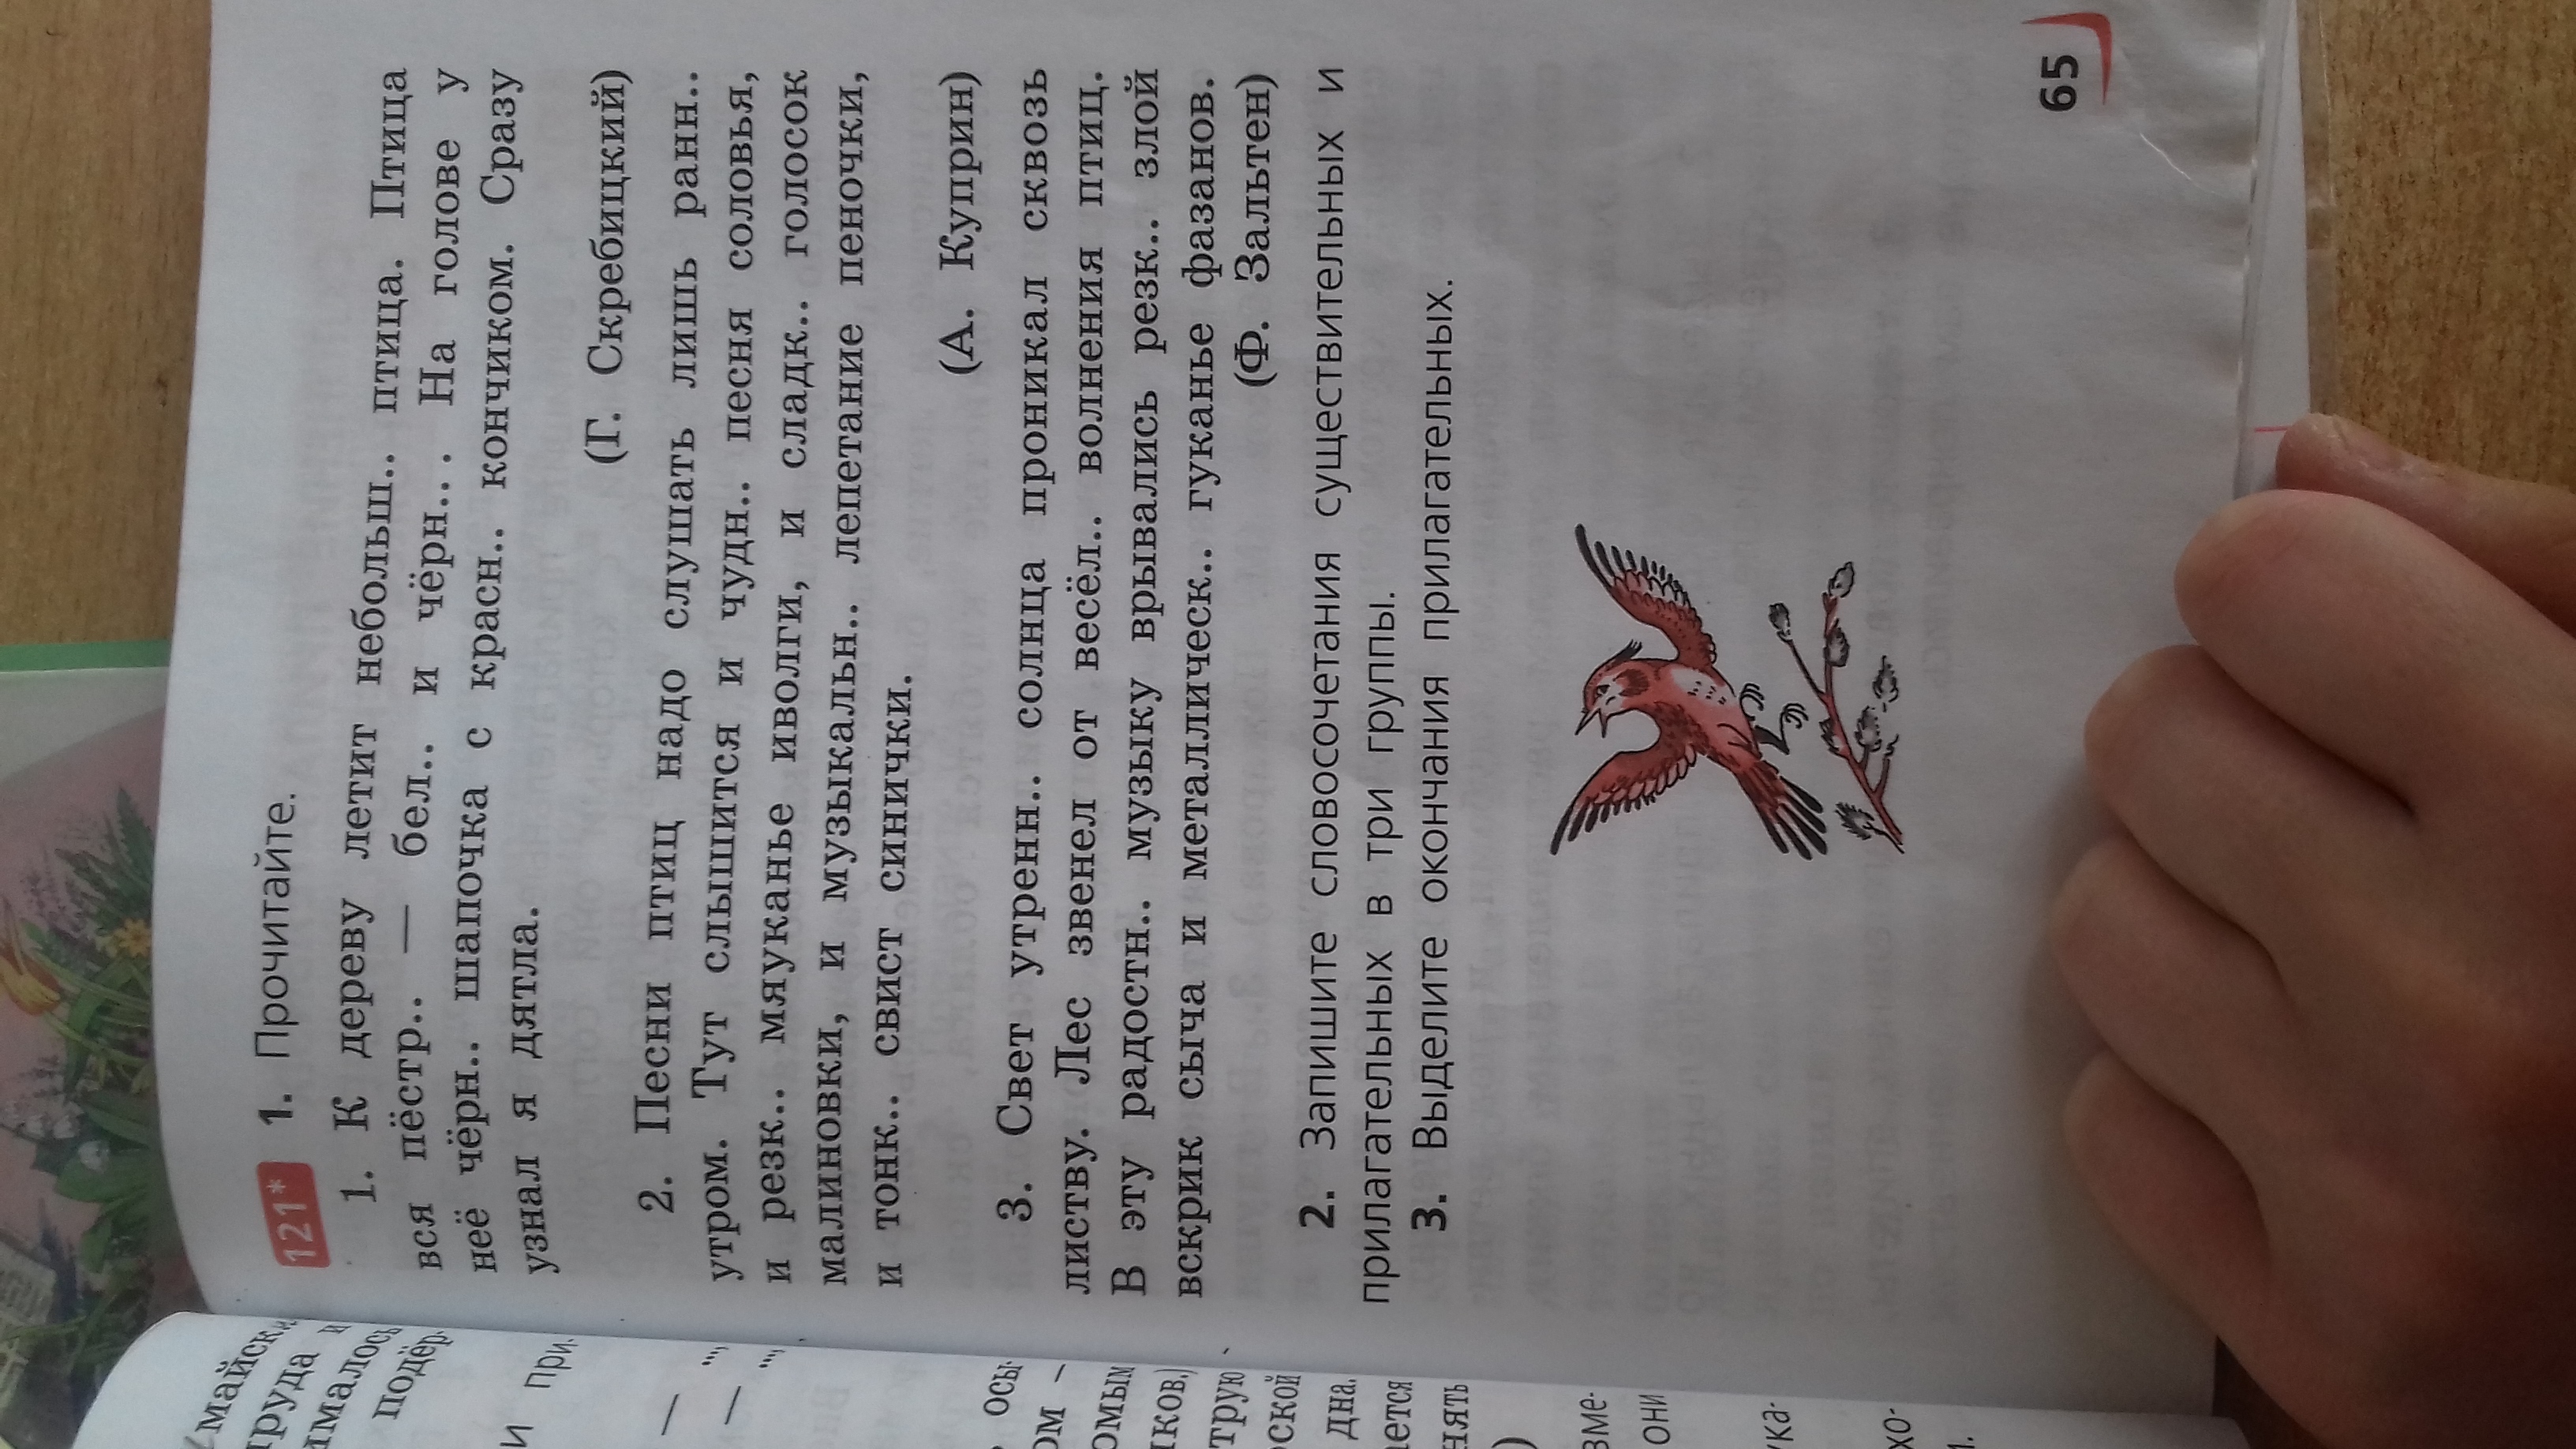 121* 1. Прочитайте.
1. К дереву летит небольш.. птица. Птица
вся пёстр.. — бел.. и чёрн... На голове у
неё чёрн.. шапочка с красн.. кончиком. Сразу
узнал я дятла.
(Г. Скребицкий)
2. Песни птиц надо слушать лишь ранн..
утром. Тут слышится и чудн.. песня соловья,
и резк.. мяуканье иволги, и сладк.. голосок
малиновки, и музыкальн.. лепетание пеночки,
и тонк.. свист синички.
(А. Куприн)
3. Свет утренн.. солнца проникал сквозь
листву. Лес звенел от весёл.. волнения птиц.
В эту радостн.. музыку врывались резк.. злой
вскрик сыча и металлическ.. гуканье фазанов.
(Ф. Зальтен)
2. Запишите словосочетания существительных и
прилагательных в три группы.
3. Выделите окончания прилагательных.
65